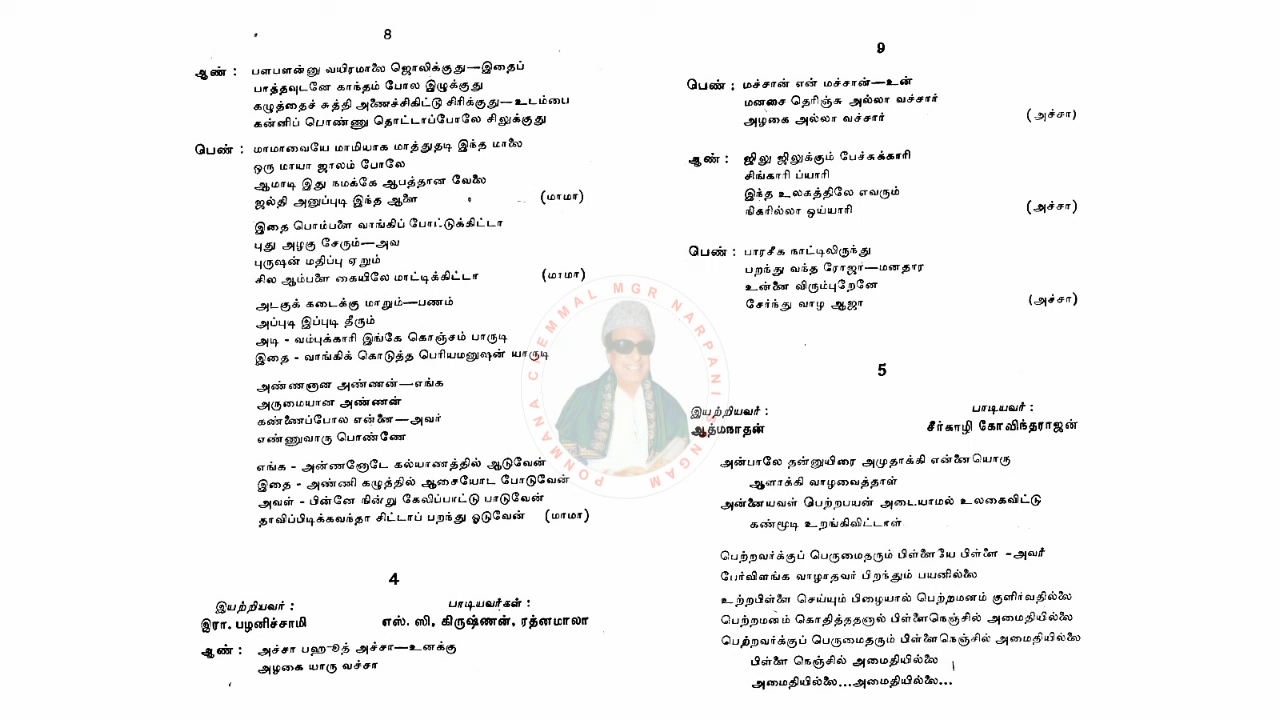 8
ஆண் : பளபளன்னு வயிரமாலை ஜொலிக்குது—இதைப்
பாத்தவுடனே காந்தம் போல இழுக்குது
கழுத்தைச் சுத்தி அணைச்சிகிட்டு சிரிக்குது—உடம்பை
கன்னிப் பொண்ணு தொட்டாப்போலே சிலுக்குது
பெண் : மாமாவையே மாமியாக மாத்துதடி இந்த மாலை
ஒரு மாயா ஜாலம் போலே
ஆமாடி இது நமக்கே ஆபத்தான வேலை
ஜல்தி அனுப்புடி இந்த ஆளை (மாமா)
இதை பொம்பளை வாங்கிப் போட்டுக்கிட்டா
புது அழகு சேரும்—அவ
புருஷன் மதிப்பு ஏறும்
சில ஆம்பளை கையிலே மாட்டிக்கிட்டா (மாமா)
அடகுக் கடைக்கு மாறும்—பணம்
அப்புடி இப்புடி தீரும்
அடி - வம்புக்காரி இங்கே கொஞ்சம் பாருடி
இதை - வாங்கிக் கொடுத்த பெரியமனுஷன் யாருடி
அண்ணனான அண்ணன்—எங்க
அருமையான அண்ணன்
கண்ணைப்போல என்னை—அவர்
எண்ணுவாரு பொண்ணே
எங்க - அண்ணனோடே கல்யாணத்தில் ஆடுவேன்
இதை - அண்ணி கழுத்தில் ஆசையோட போடுவேன்
அவள் - பின்னே நின்று கேலிப்பாட்டு பாடுவேன்
தாவிப்பிடிக்கவந்தா சிட்டாப் பறந்து ஓடுவேன் (மாமா)
4
இயற்றியவர் : பாடியவர்கள் :
இரா. பழனிச்சாமி எஸ். ஸி. கிருஷ்ணன், ரத்னமாலா
ஆண் : அச்சா பஹூத் அச்சா—உனக்கு
அழகை யாரு வச்சா
9
பெண் : மச்சான் என் மச்சான்—உன்
மனசை தெரிஞ்சு அல்லா வச்சார்
அழகை அல்லா வச்சார் (அச்சா)
ஆண் : ஜிலு ஜிலுக்கும் பேச்சுக்காரி
சிங்காரி ப்யாரி
இந்த உலகத்திலே எவரும்
நிகரில்லா ஒய்யாரி (அச்சா)
பெண் : பாரசீக நாட்டிலிருந்து
பறந்து வந்த ரோஜா—மனதார
உன்னை விரும்புறேனே
சேர்ந்து வாழ ஆஜா (அச்சா)
5
இயற்றியவர் : பாடியவர் :
ஆத்மநாதன் சீர்காழி கோவிந்தராஜன்
அன்பாலே தன்னுயிரை அமுதாக்கி என்னையொரு
ஆளாக்கி வாழவைத்தாள்
அன்னையவள் பெற்றபயன் அடையாமல் உலகைவிட்டு
கண்மூடி உறங்கிவிட்டாள்
பெற்றவர்க்குப் பெருமைதரும் பிள்ளையே பிள்ளை -அவர்
பேர்விளங்க வாழாதவர் பிறந்தும் பயனில்லை
உற்றபிள்ளை செய்யும் பிழையால் பெற்றமனம் குளிர்வதில்லை
பெற்றமனம் கொதித்ததனால் பிள்ளைநெஞ்சில் அமைதியில்லை
பெற்றவர்க்குப் பெருமைதரும் பிள்ளைநெஞ்சில் அமைதியில்லை
பிள்ளை நெஞ்சில் அமைதியில்லை
அமைதியில்லை...அமைதியில்லை...
PONMANA CHEMMAL MGR NARPANI SANGAM